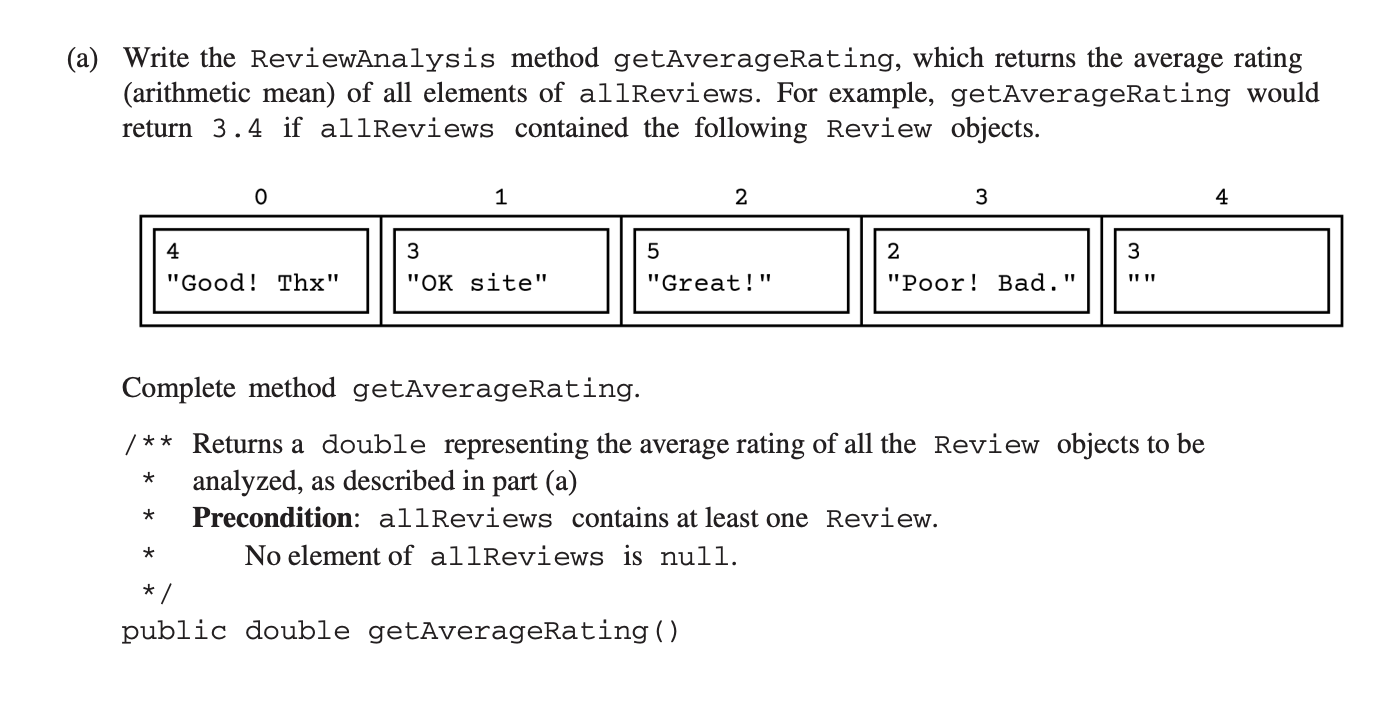 (a) Write the ReviewAnalysis method getAverageRating, which returns the average rating
(arithmetic mean) of all elements of allReviews. For example, getAverageRating would
return 3.4 if allReviews contained the following Review objects.
0 1 2 3 4
4 3 5 2 3
"Good! Thx" "OK site" "Great!" "Poor! Bad." ""
Complete method getAverageRating.
/** Returns a double representing the average rating of all the Review objects to be
* analyzed, as described in part (a)
* Precondition: allReviews contains at least one Review.
* No element of allReviews is null.
*/
public double getAverageRating()